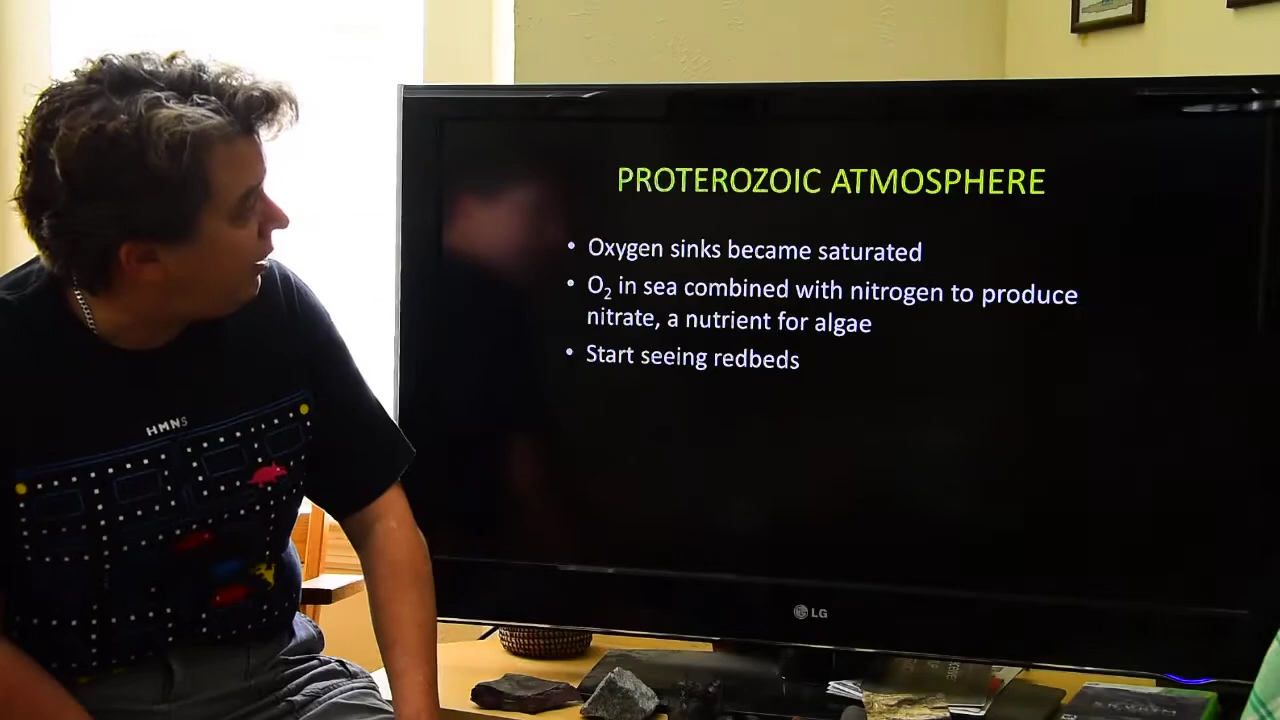 PROTEROZOIC ATMOSPHERE
• Oxygen sinks became saturated
• O₂ in sea combined with nitrogen to produce
nitrate, a nutrient for algae
• Start seeing redbeds
HMNS
LG